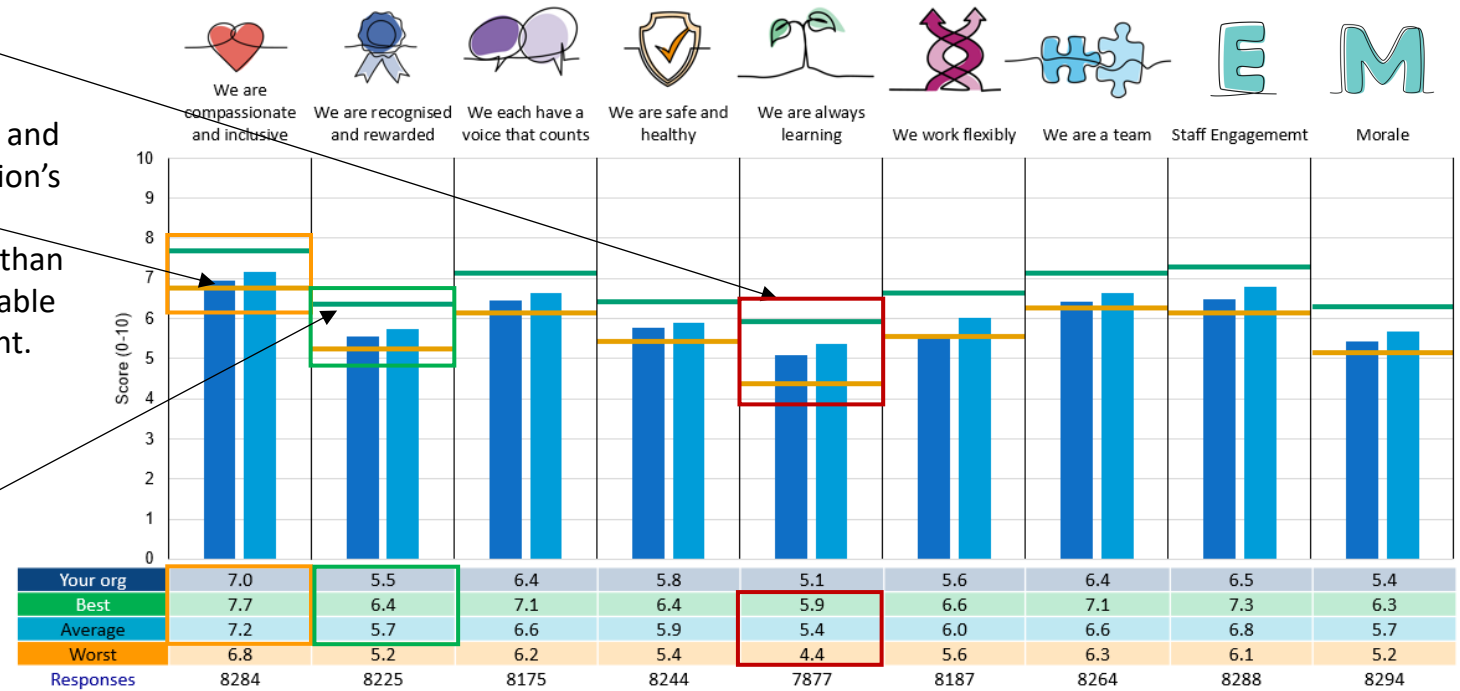 We are
compassionate
and inclusive
We are recognised
and rewarded
We each have a
voice that counts
We are safe and
healthy
We are always
learning
We work flexibly
We are a team
Staff Engagememt
Morale
E
M
and
ion's
than
able
nt.
Score (0-10)
10
9
8
7
6
5
4
3
2
1
0
Your org 7.0 5.5 6.4 5.8 5.1 5.6 6.4 6.5 5.4
Best 7.7 6.4 7.1 6.4 5.9 6.6 7.1 7.3 6.3
Average 7.2 5.7 6.6 5.9 5.4 6.0 6.6 6.8 5.7
Worst 6.8 5.2 6.2 5.4 4.4 5.6 6.3 6.1 5.2
Responses 8284 8225 8175 8244 7877 8187 8264 8288 8294